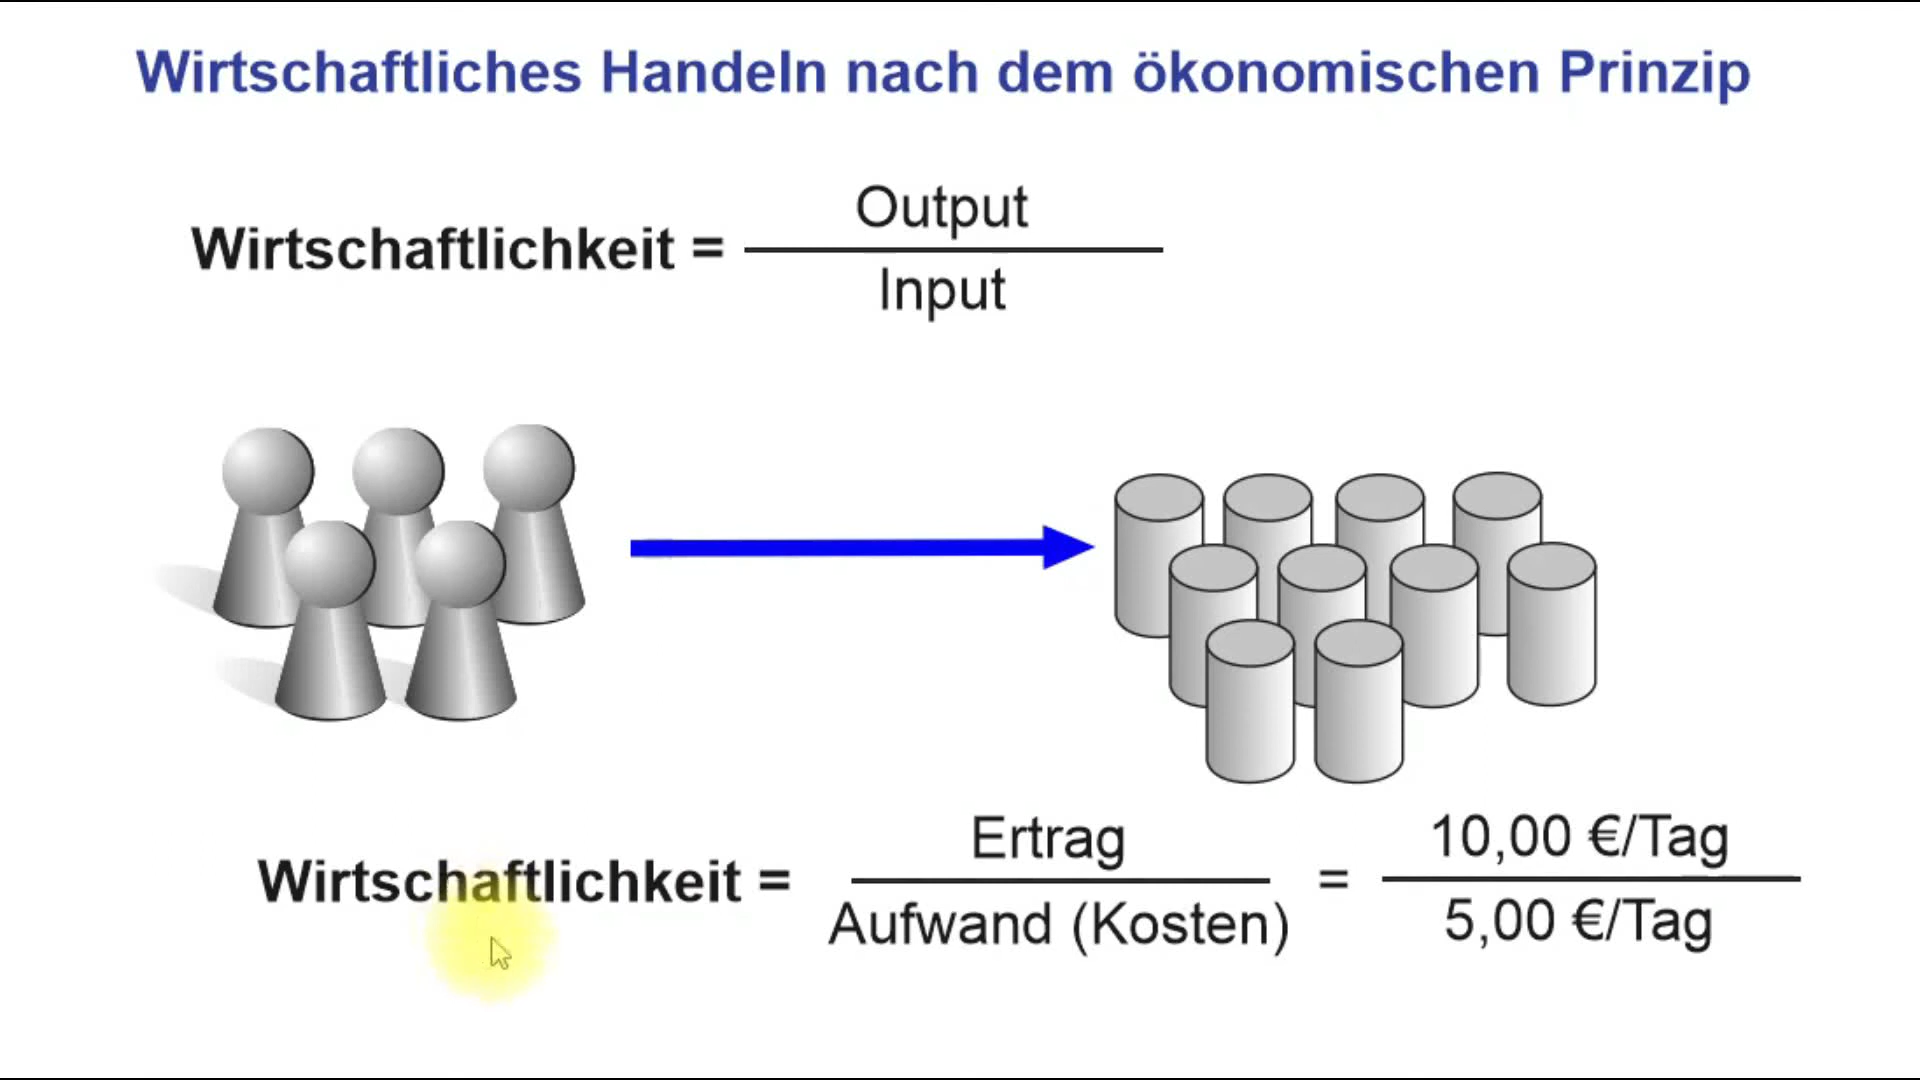 Wirtschaftliches Handeln nach dem ökonomischen Prinzip
Wirtschaftlichkeit = Output
Input
Wirtschaftlichkeit = Ertrag = 10,00 €/Tag
Aufwand (Kosten) 5,00 €/Tag